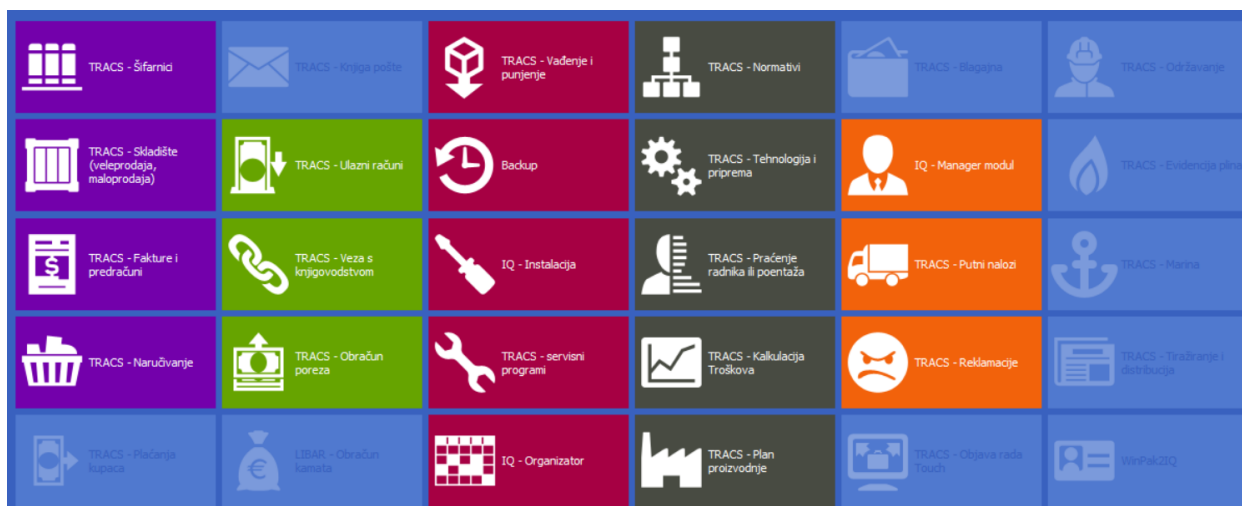 TRACS - Šifarnici
TRACS - Knjiga pošte
TRACS - Vađenje i
punjenje
TRACS - Normativi
TRACS - Blagajna
TRACS - Održavanje
TRACS - Skladište
(veleprodaja,
maloprodaja)
TRACS - Ulazni računi
Backup
TRACS - Tehnologija i
priprema
IQ - Manager modul
TRACS - Evidencija plina
TRACS - Fakture i
predračuni
TRACS - Veza s
knjigovodstvom
IQ - Instalacija
TRACS - Praćenje
radnika ili poentaža
TRACS - Putni nalozi
TRACS - Marina
TRACS - Naručivanje
TRACS - Obračun
poreza
TRACS - servisni
programi
TRACS - Kalkulacija
Troškova
TRACS - Reklamacije
TRACS - Tiražiranje i
distribucija
TRACS - Plaćanja
kupaca
LIBAR - Obračun
kamata
IQ - Organizator
TRACS - Plan
proizvodnje
TRACS - Objava rada
Touch
WinPak2IQ